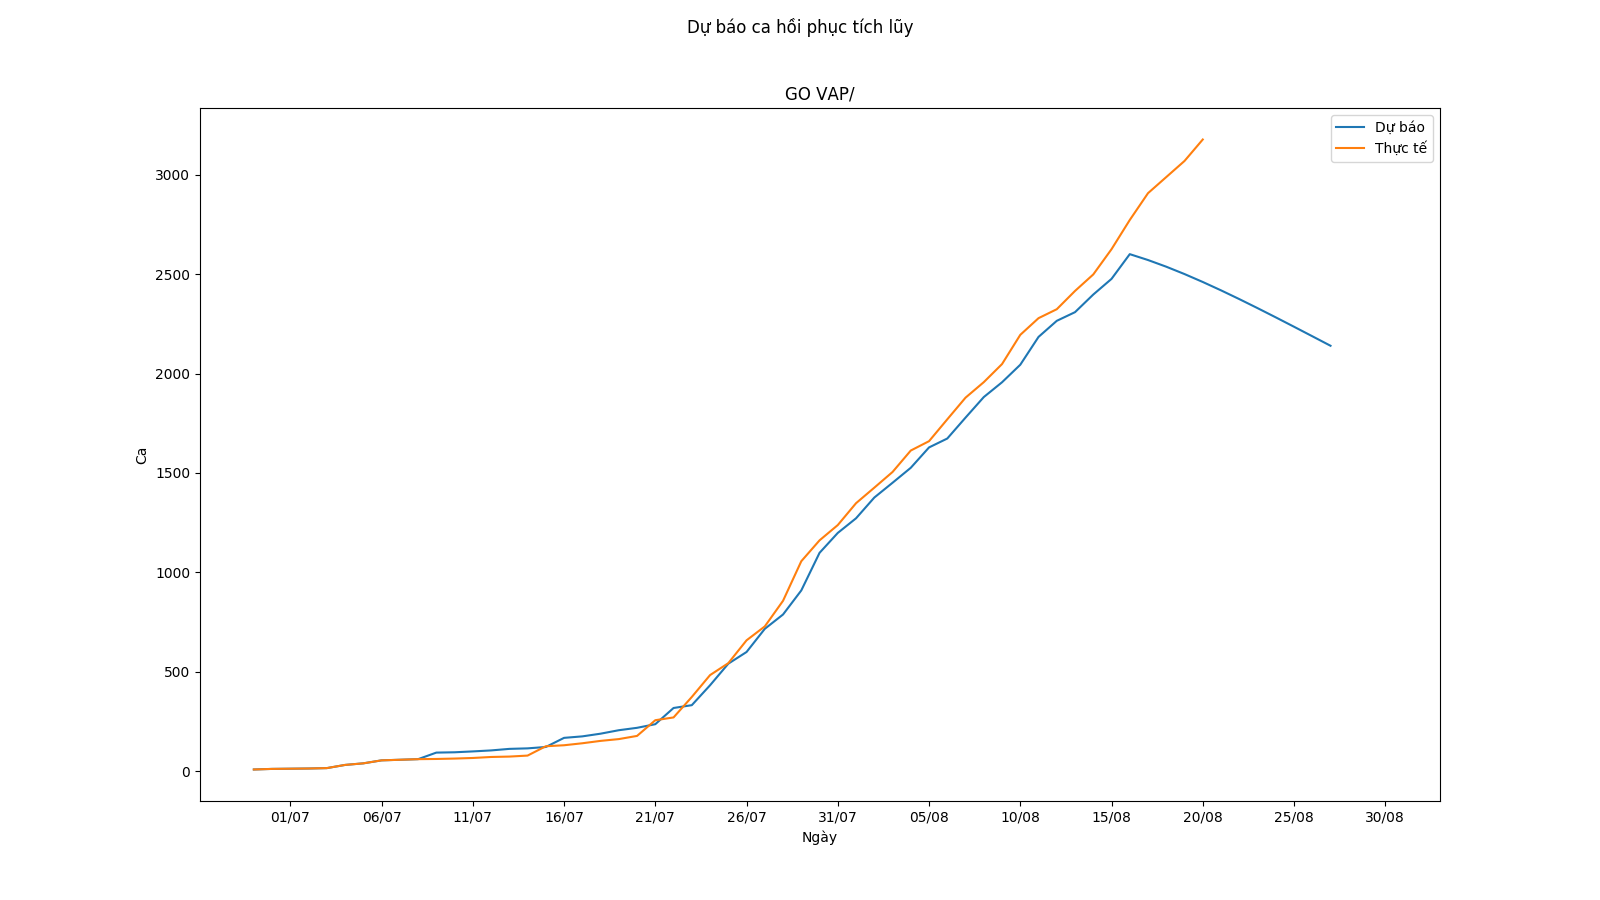 Dự báo ca hồi phục tích lũy
GO VAP/
Dự báo
Thực tế
3000
2500
2000
1500
1000
500
0
Ca
01/07 06/07 11/07 16/07 21/07 26/07 31/07 05/08 10/08 15/08 20/08 25/08 30/08
Ngày